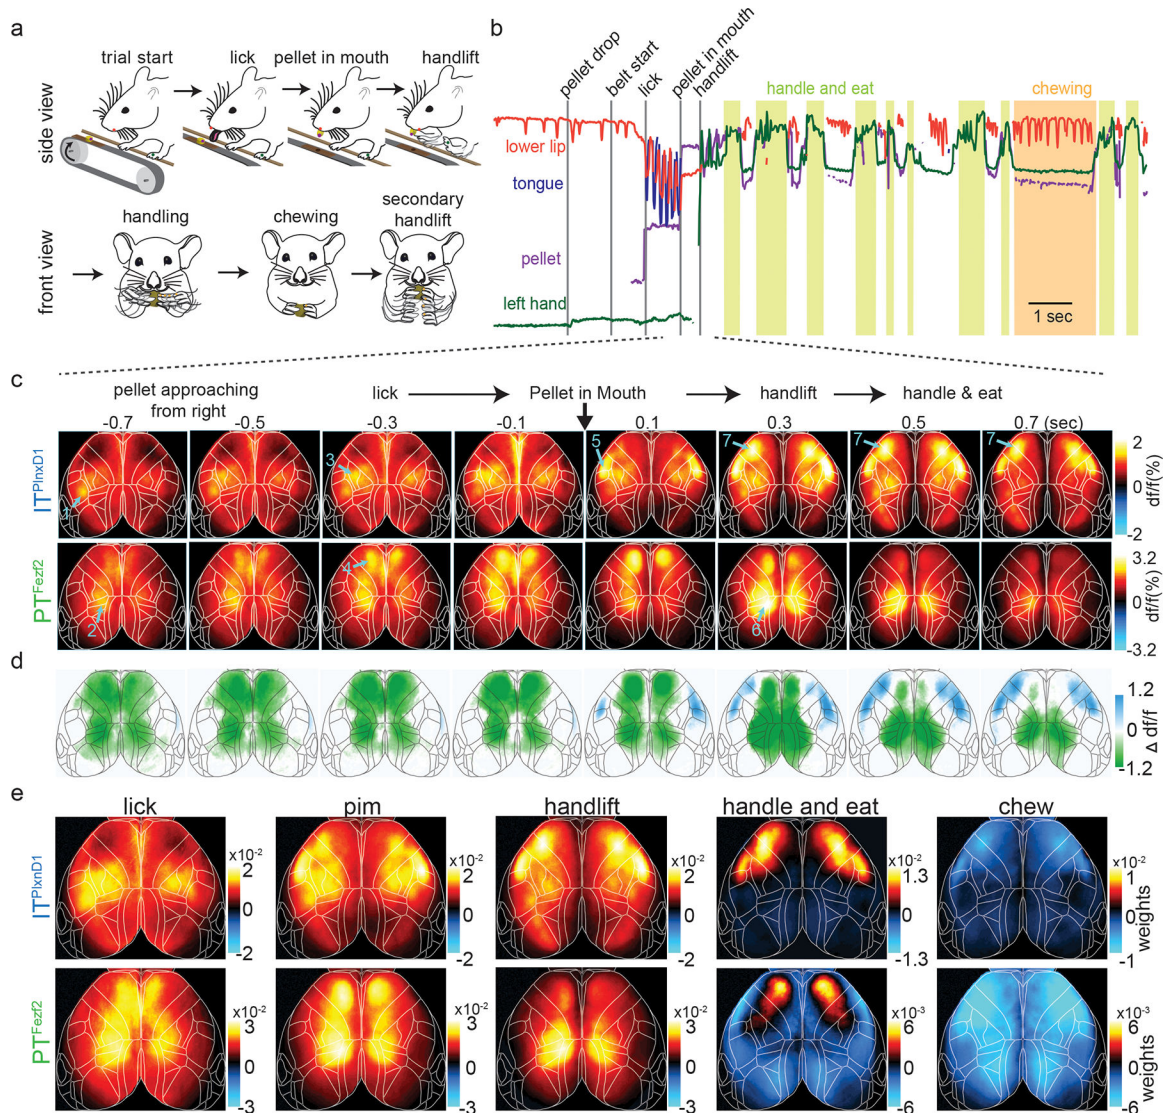 a
side view
trial start
lick
pellet in mouth
handlift
front view
handling
chewing
secondary
handlift
b
pellet drop
belt start
lick
pellet in mouth
handlift
handle and eat
chewing
lower lip
tongue
pellet
left hand
1 sec
c
pellet approaching
from right
lick
Pellet in Mouth
handlift
handle & eat
-0.7
-0.5
-0.3
-0.1
0.1
0.3
0.5
0.7 (sec)
IT PlnxD1
1
3
5
7
7
7
2
0
-2
df/f(%)
PT Fezf2
2
4
6
3.2
0
-3.2
df/f(%)
d
1.2
0
-1.2
Δ df/f
e
lick
pim
handlift
handle and eat
chew
IT PlxnD1
x10-2
2
0
-2
x10-2
2
0
-2
x10-2
2
0
-2
x10-2
1.3
0
-1.3
x10-2
1
0
-1
weights
PT Fezf2
x10-2
3
0
-3
x10-2
3
0
-3
x10-2
3
0
-3
x10-3
6
0
-6
x10-3
6
0
-6
weights